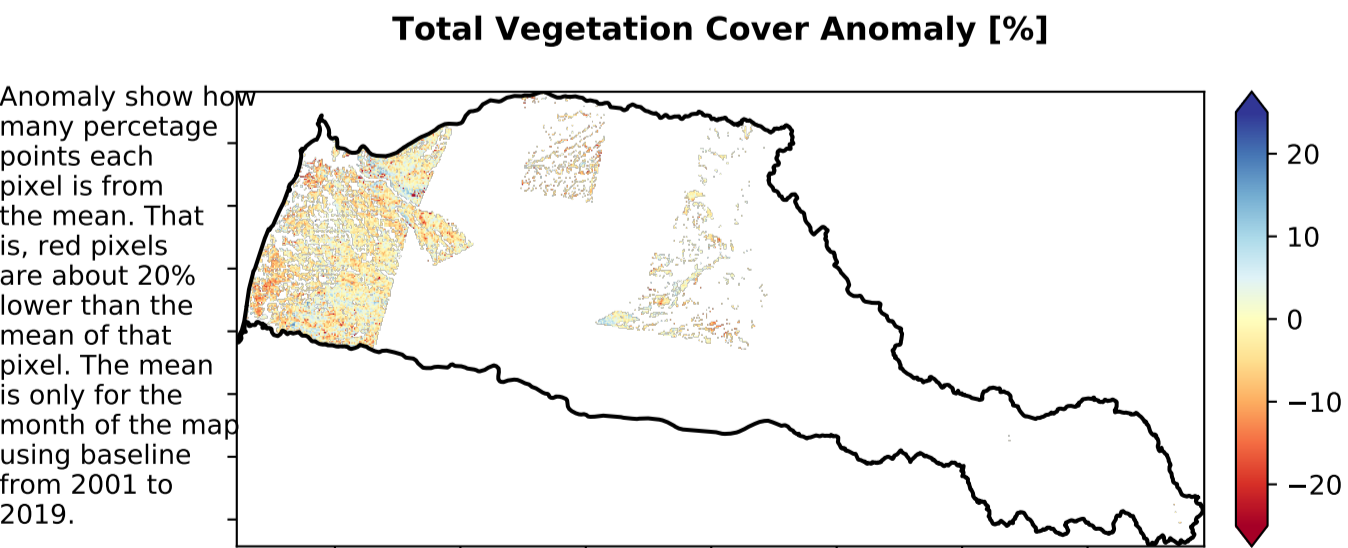 Total Vegetation Cover Anomaly [%]
Anomaly show how
many percetage
points each
pixel is from
the mean. That
is, red pixels
are about 20%
lower than the
mean of that
pixel. The mean
is only for the
month of the map
using baseline
from 2001 to
2019.
20
10
0
−10
−20